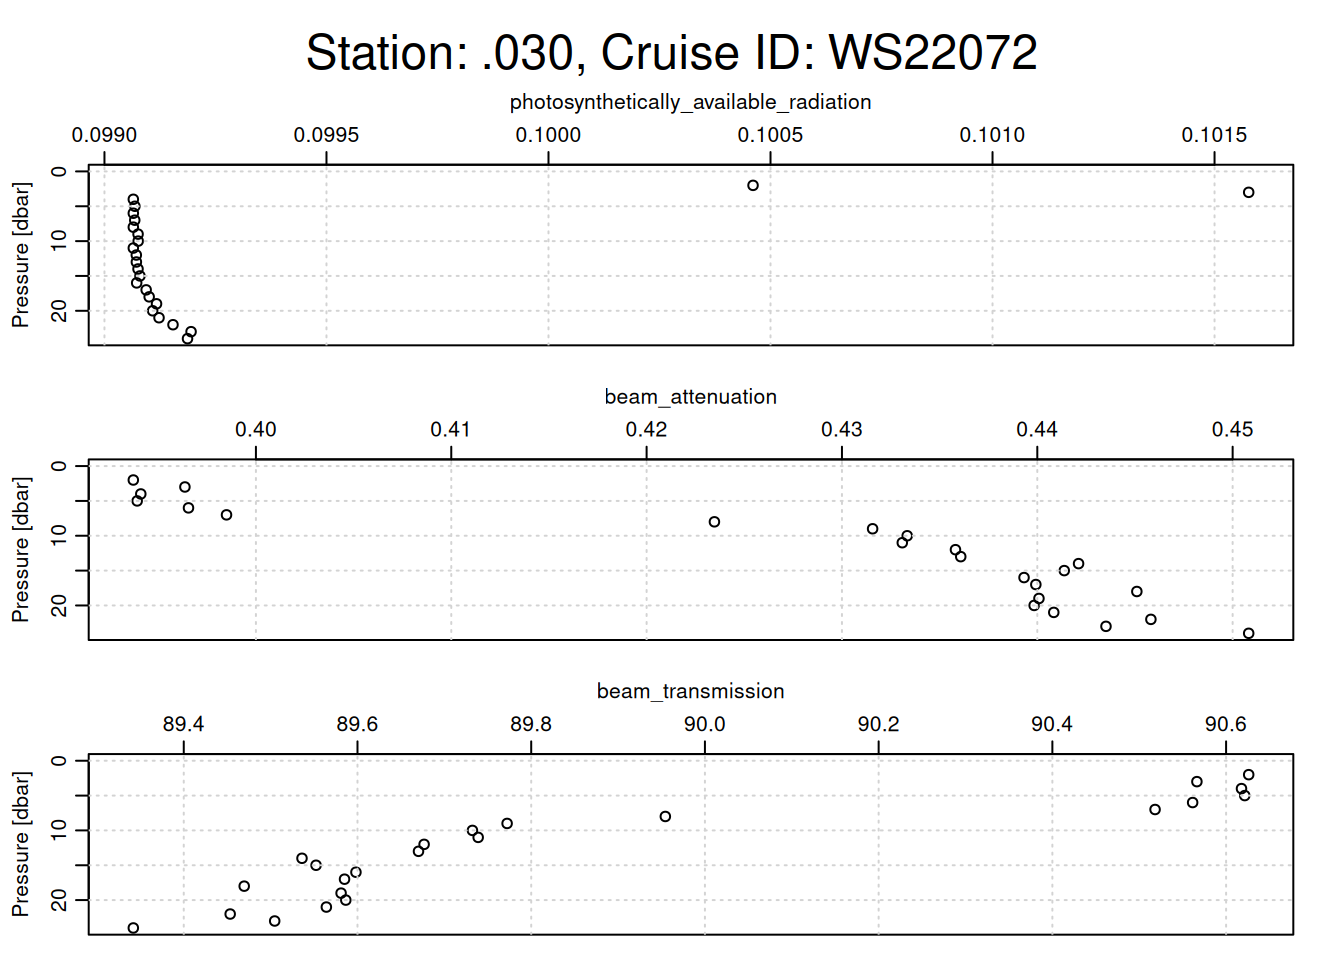 Station: .030, Cruise ID: WS22072
photosynthetically_available_radiation
0.0990 0.0995 0.1000 0.1005 0.1010 0.1015
Pressure [dbar]
0
10
20
beam_attenuation
0.40 0.41 0.42 0.43 0.44 0.45
Pressure [dbar]
0
10
20
beam_transmission
89.4 89.6 89.8 90.0 90.2 90.4 90.6
Pressure [dbar]
0
10
20